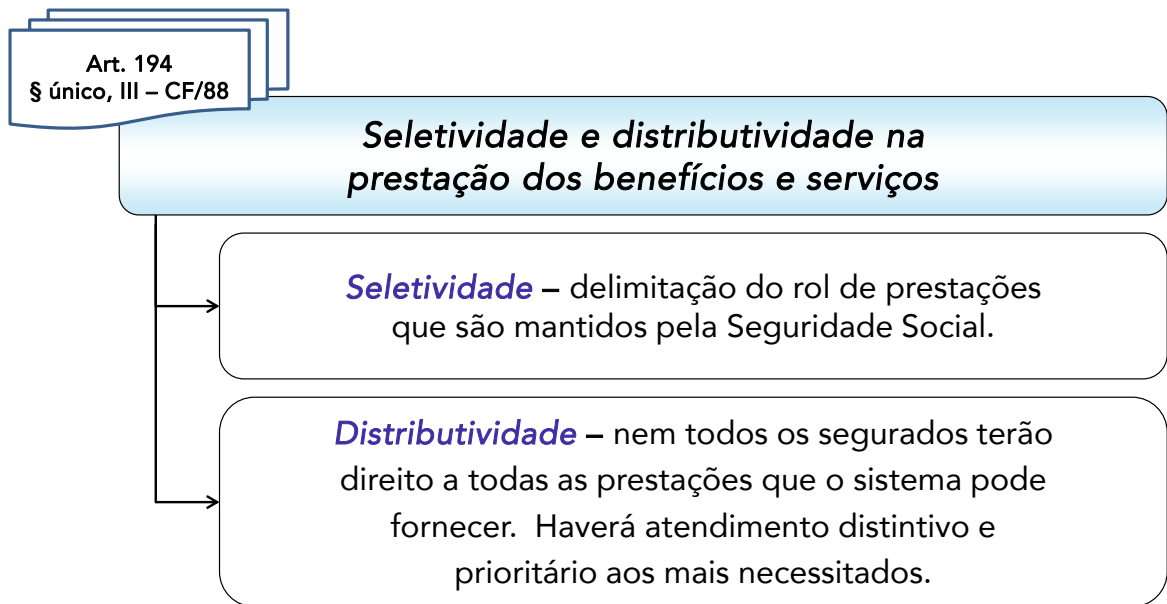 Art. 194
§ único, III – CF/88
Seletividade e distributividade na
prestação dos benefícios e serviços
Seletividade – delimitação do rol de prestações
que são mantidos pela Seguridade Social.
Distributividade – nem todos os segurados terão
direito a todas as prestações que o sistema pode
fornecer. Haverá atendimento distintivo e
prioritário aos mais necessitados.